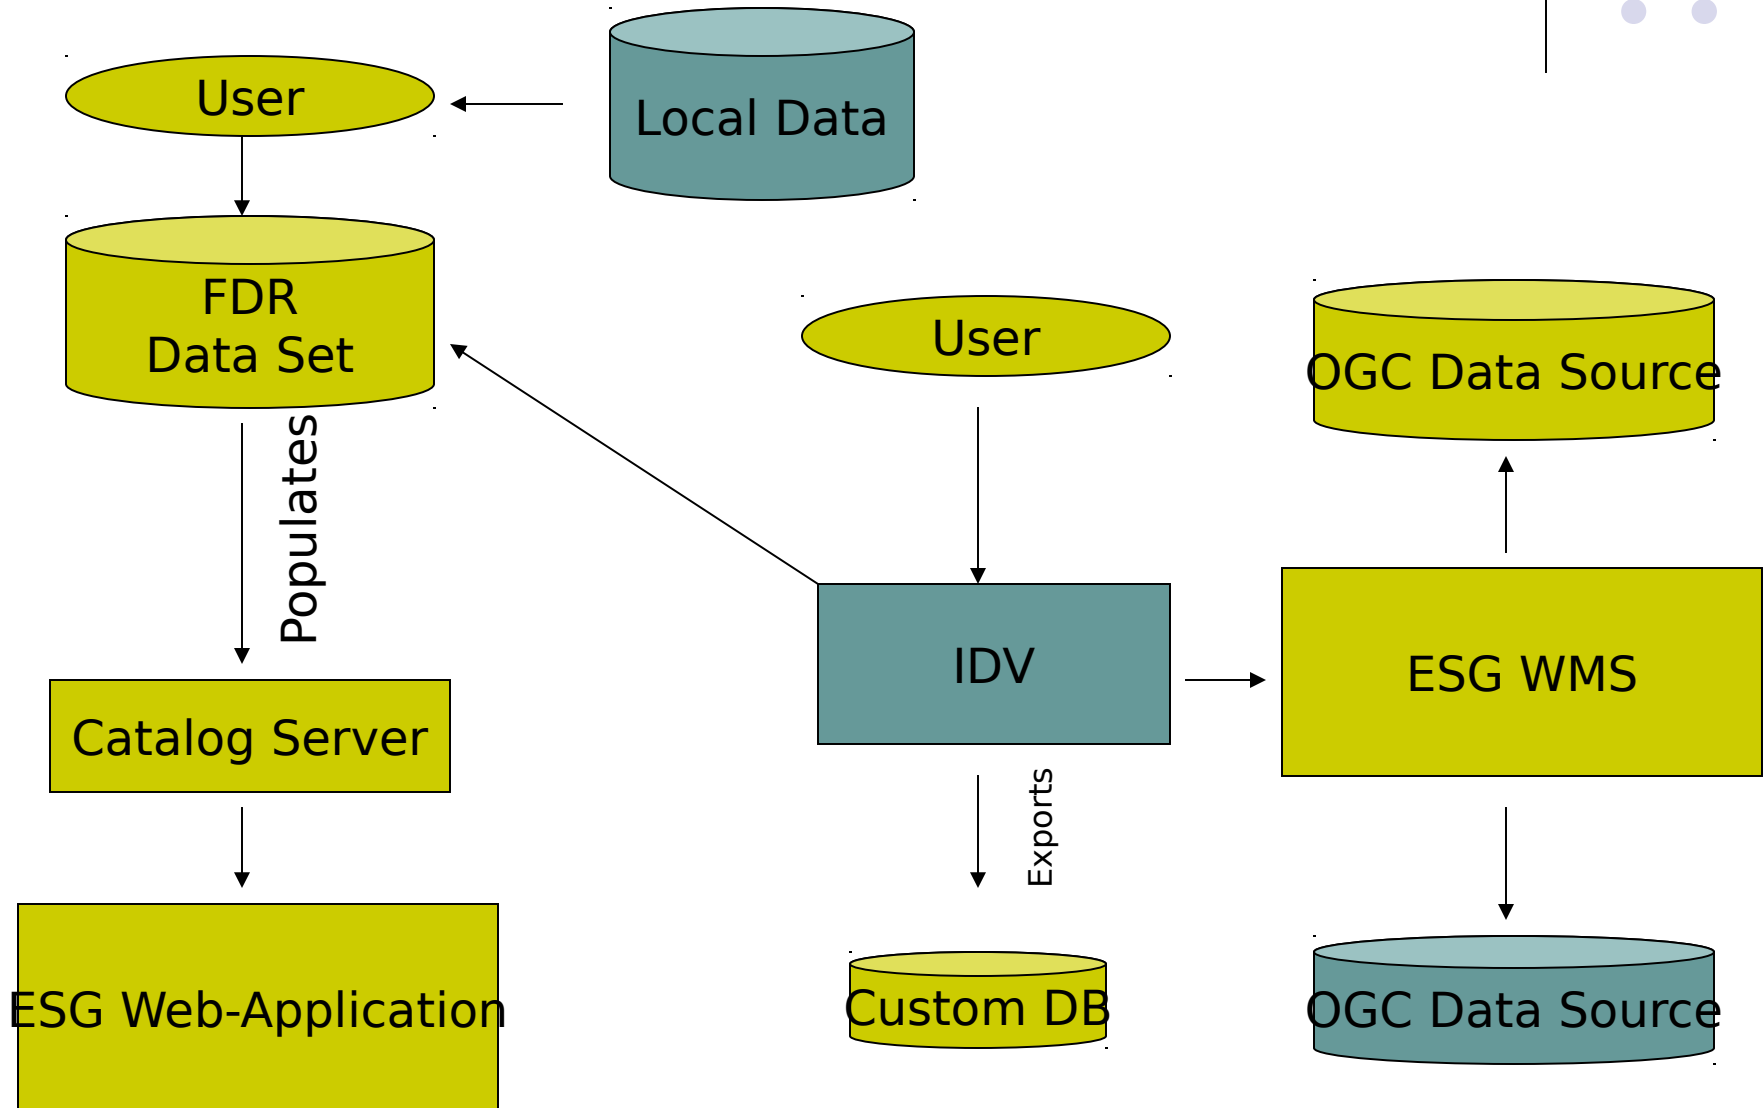 User
Local Data
FDR
Data Set
User
OGC Data Source
Populates
IDV
ESG WMS
Catalog Server
Exports
ESG Web-Application
Custom DB
OGC Data Source